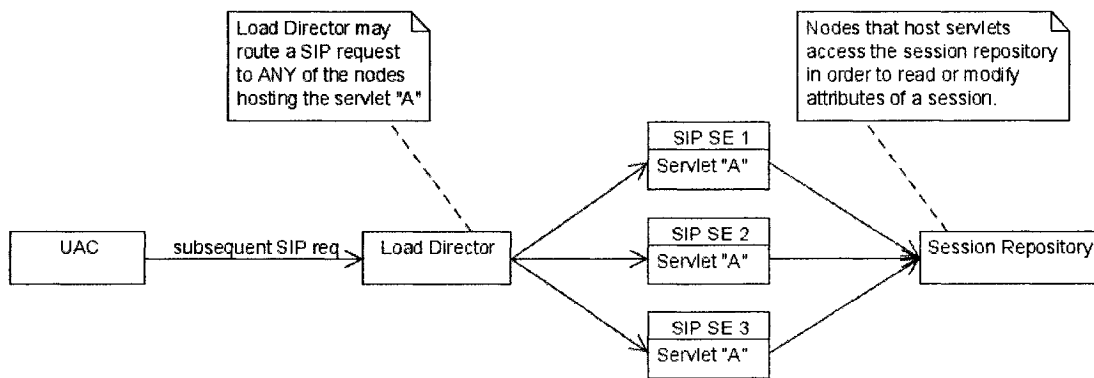 Load Director may
route a SIP request
to ANY of the nodes
hosting the servlet "A"
Nodes that host servlets
access the session repository
in order to read or modify
attributes of a session.
SIP SE 1
Servlet "A"
UAC
subsequent SIP req
Load Director
SIP SE 2
Servlet "A"
Session Repository
SIP SE 3
Servlet "A"